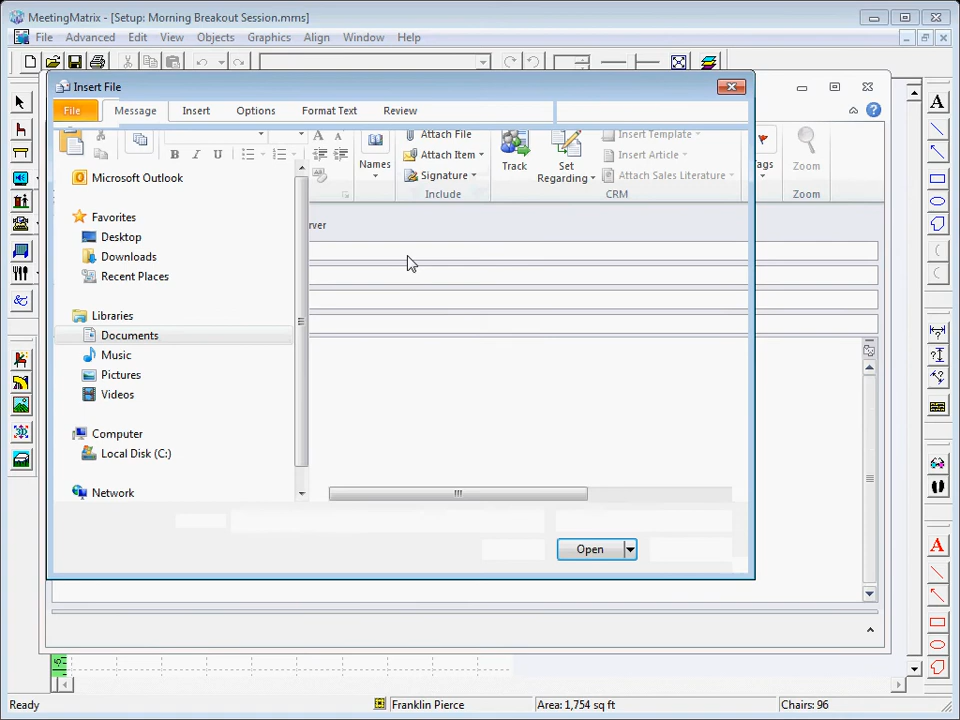 MeetingMatrix - [Setup: Morning Breakout Session.mms]
File Advanced Edit View Objects Graphics Align Window Help
Insert File
File Message Insert Options Format Text Review
Attach File
Attach Item
Signature
Include
B I U
A A
Names
Track
Set Regarding
Insert Template
Insert Article
Attach Sales Literature
CRM
Tags
Zoom
Zoom
Microsoft Outlook
Favorites
Desktop
Downloads
Recent Places
Libraries
Documents
Music
Pictures
Videos
Computer
Local Disk (C:)
Network
rver
Open
A
A
Ready Franklin Pierce Area: 1,754 sq ft Chairs: 96